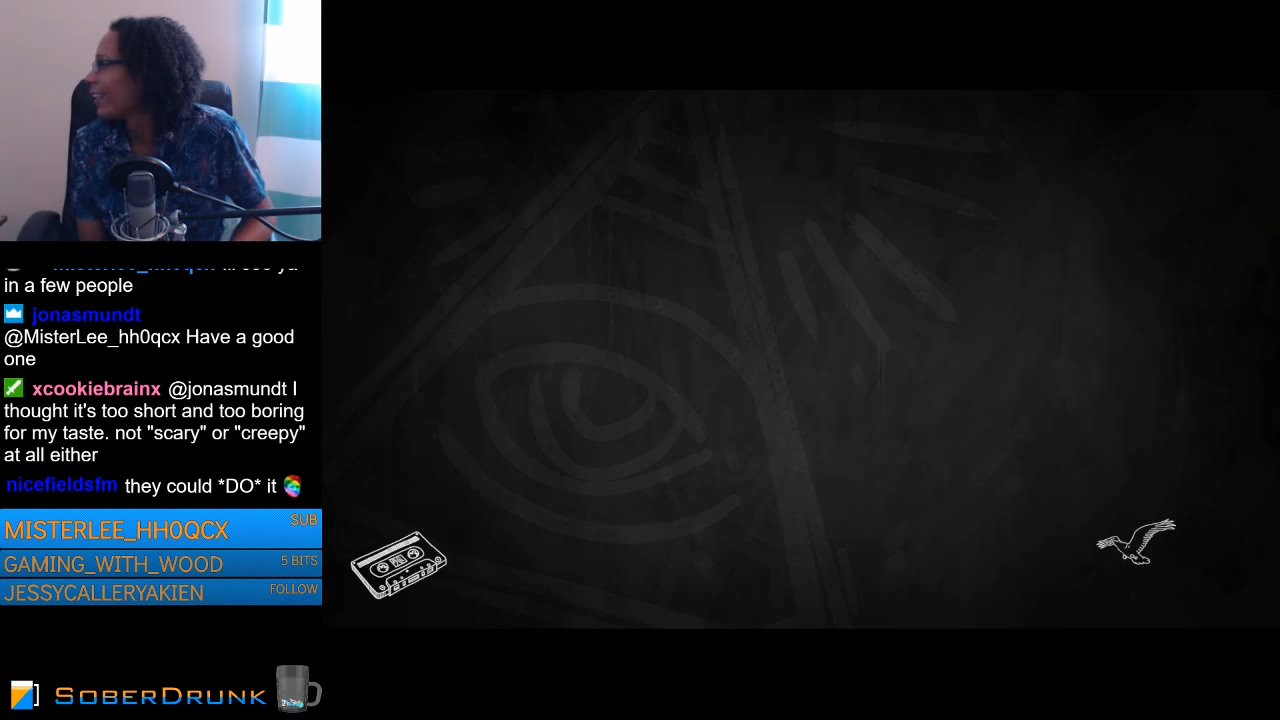 in a few people
jonasmundt
@MisterLee_hh0qcx Have a good
one
xcookiebrainx @jonasmundt I
thought it's too short and too boring
for my taste. not "scary" or "creepy"
at all either
nicefieldsfm they could *DO* it
MISTERLEE_HH0QCX SUB
GAMING_WITH_WOOD 5 BITS
JESSYCALLERYAKIEN FOLLOW
SOBERDRUNK